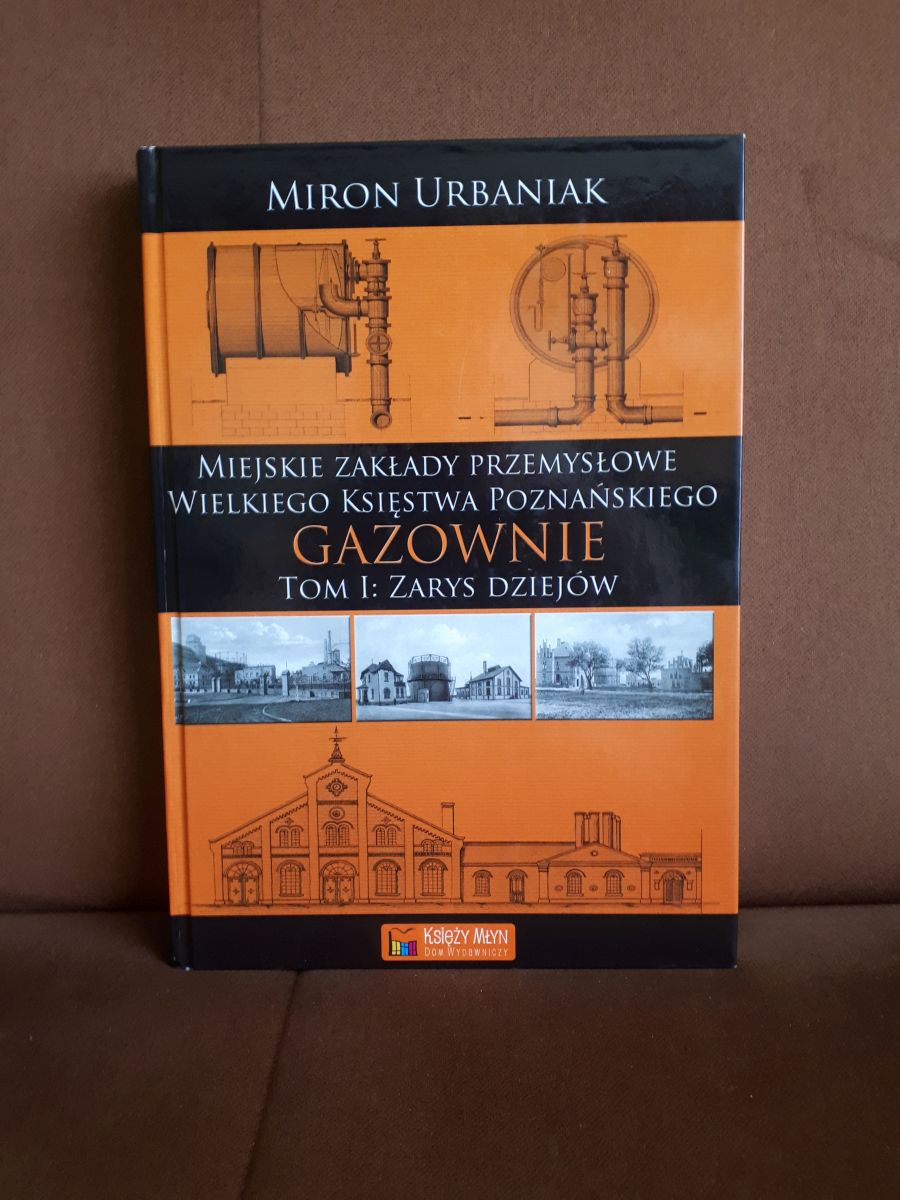 MIRON URBANIAK
MIEJSKIE ZAKŁADY PRZEMYSŁOWE
WIELKIEGO KSIĘSTWA POZNAŃSKIEGO
GAZOWNIE
TOM I: ZARYS DZIEJÓW
KSIĘŻY MŁYN
DOM WYDAWNICZY